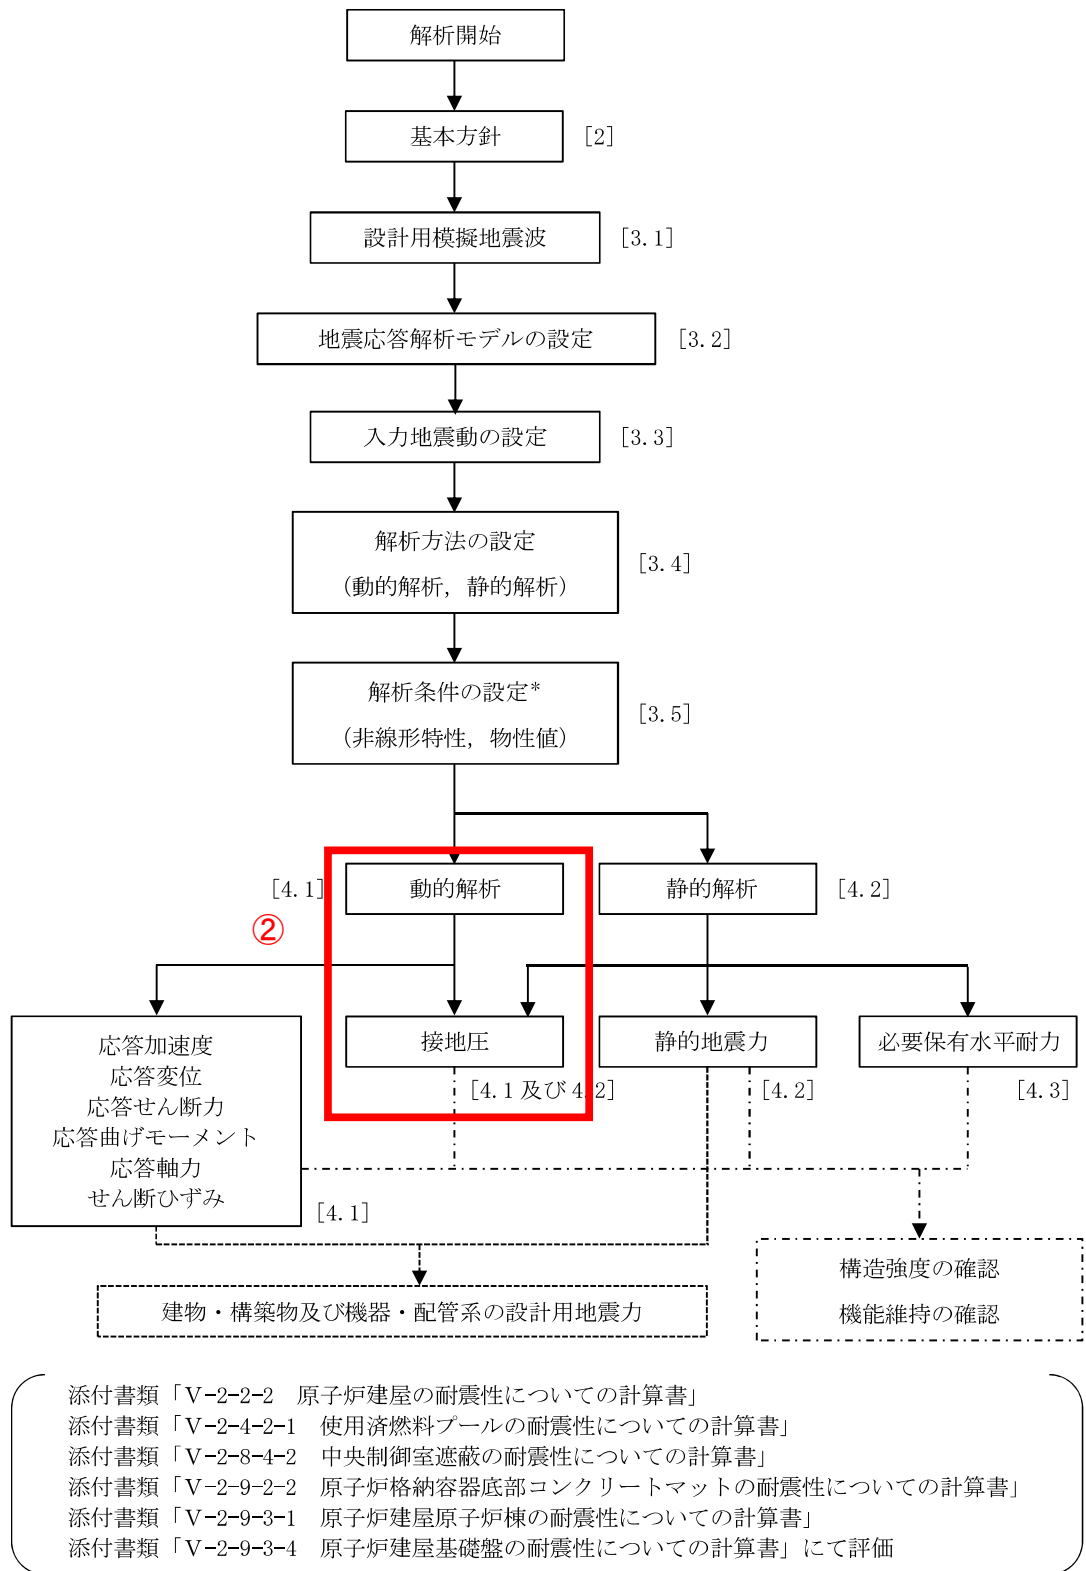 解析開始
基本方針 [2]
設計用模擬地震波 [3.1]
地震応答解析モデルの設定 [3.2]
入力地震動の設定 [3.3]
解析方法の設定
(動的解析, 静的解析)
[3.4]
解析条件の設定*
(非線形特性, 物性値)
[3.5]
[4.1] 動的解析 静的解析 [4.2]
②
応答加速度
応答変位
応答せん断力
応答曲げモーメント
応答軸力
せん断ひずみ
[4.1]
接地圧 静的地震力 必要保有水平耐力
[4.1 及び 4.2] [4.2] [4.3]
建物・構築物及び機器・配管系の設計用地震力
構造強度の確認
機能維持の確認
添付書類「Ⅴ-2-2-2 原子炉建屋の耐震性についての計算書」
添付書類「Ⅴ-2-4-2-1 使用済燃料プールの耐震性についての計算書」
添付書類「Ⅴ-2-8-4-2 中央制御室遮蔽の耐震性についての計算書」
添付書類「Ⅴ-2-9-2-2 原子炉格納容器底部コンクリートマットの耐震性についての計算書」
添付書類「Ⅴ-2-9-3-1 原子炉建屋原子炉棟の耐震性についての計算書」
添付書類「Ⅴ-2-9-3-4 原子炉建屋基礎盤の耐震性についての計算書」にて評価